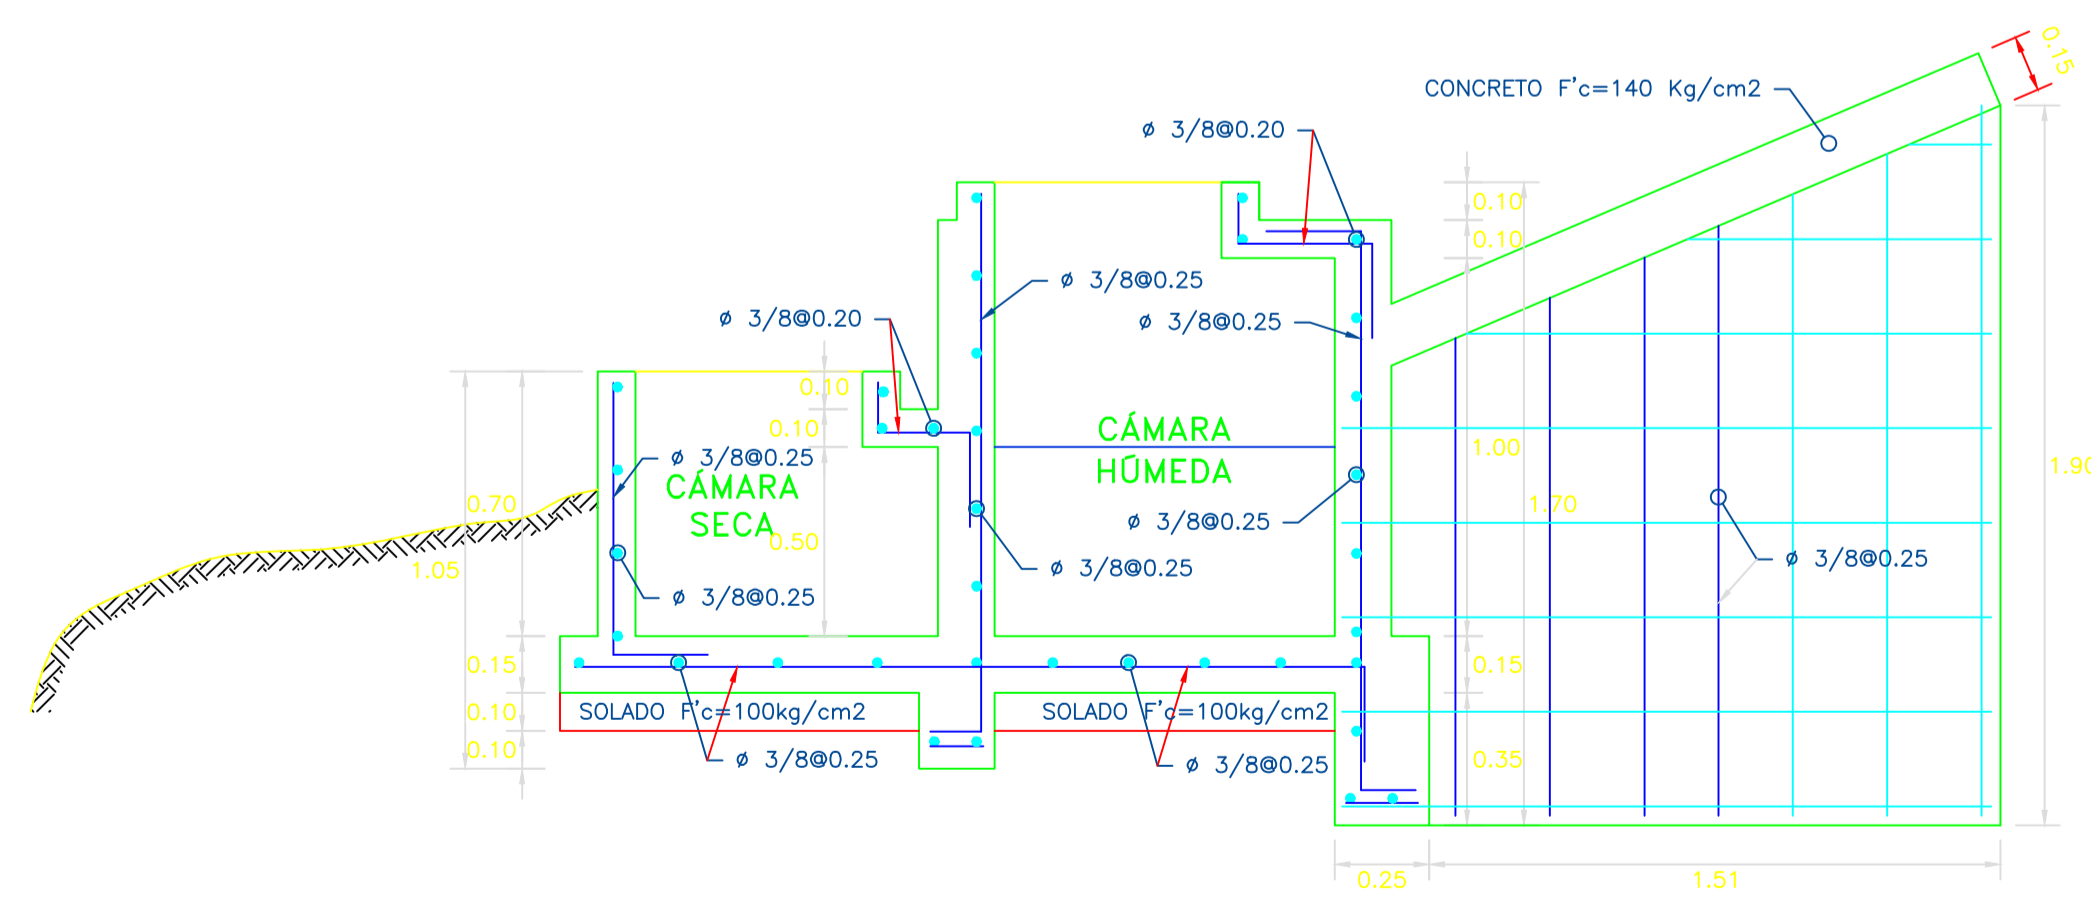 0.15
CONCRETO F'c=140 Kg/cm2
ø 3/8@0.20
0.10
0.10
ø 3/8@0.25
ø 3/8@0.20
ø 3/8@0.25
0.10
0.10
CÁMARA
HÚMEDA
1.00
ø 3/8@0.25
CÁMARA
SECA
0.70
1.70
1.90
ø 3/8@0.25
0.50
ø 3/8@0.25
ø 3/8@0.25
1.05
ø 3/8@0.25
0.15
0.15
0.10
SOLADO F'c=100kg/cm2
SOLADO F'c=100kg/cm2
0.10
ø 3/8@0.25
ø 3/8@0.25
0.35
0.25
1.51